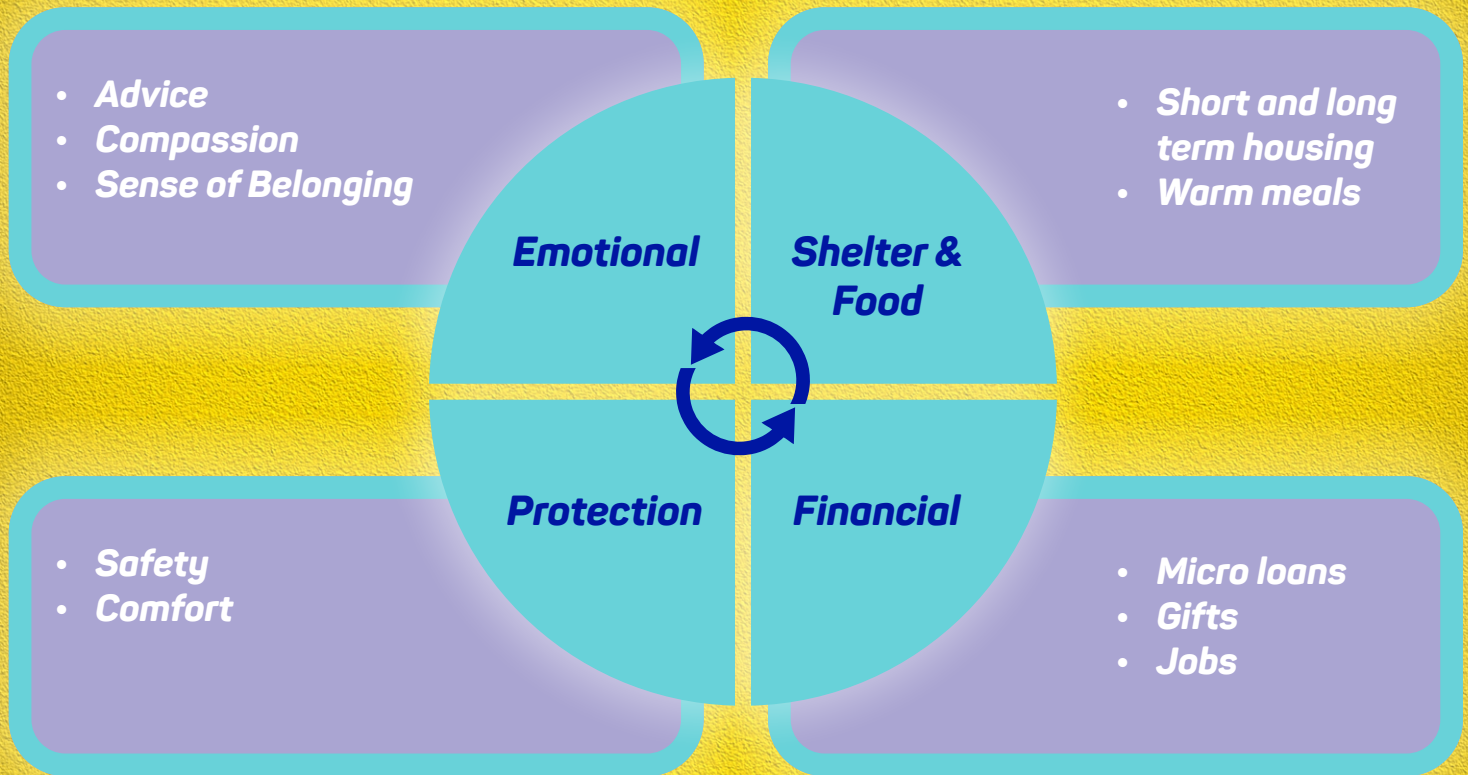 • Advice
• Compassion
• Sense of Belonging
Emotional
Shelter &
Food
• Short and long
term housing
• Warm meals
Protection
• Safety
• Comfort
Financial
• Micro loans
• Gifts
• Jobs